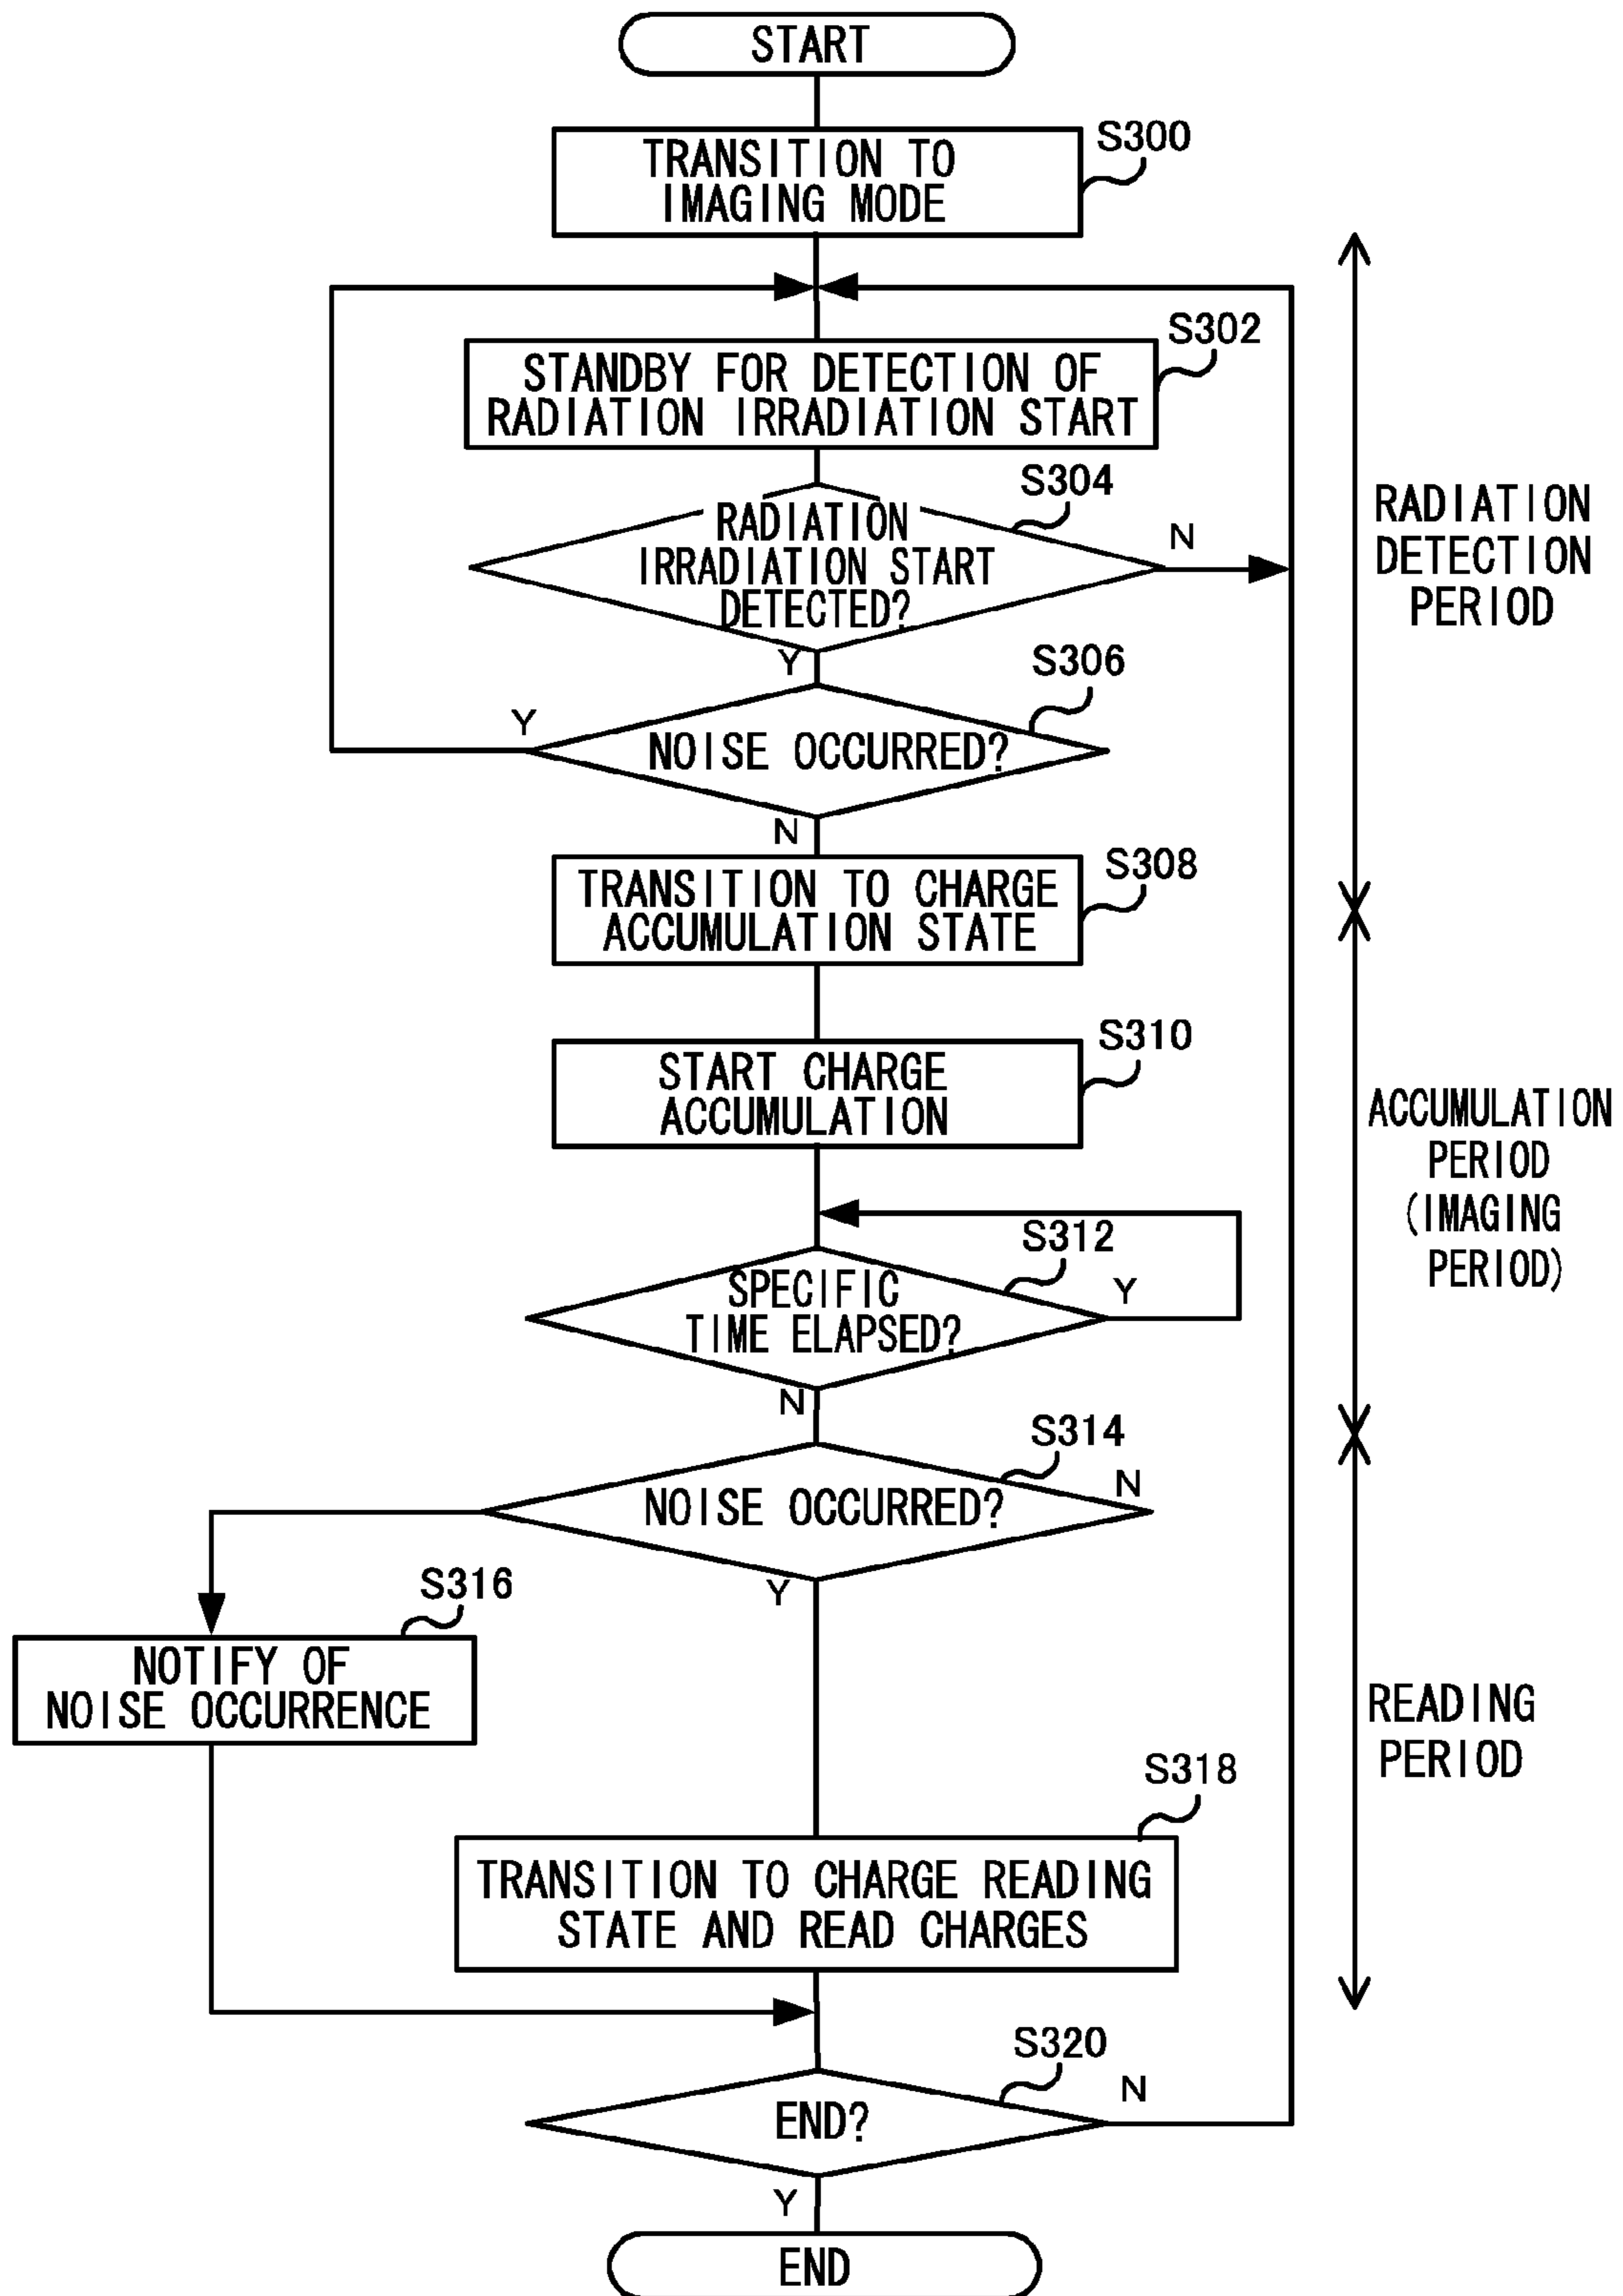 START
TRANSITION TO
IMAGING MODE
S300
STANDBY FOR DETECTION OF
RADIATION IRRADIATION START
S302
RADIATION
IRRADIATION START
DETECTED?
S304
N
Y
RADIATION
DETECTION
PERIOD
NOISE OCCURRED?
S306
Y
N
TRANSITION TO CHARGE
ACCUMULATION STATE
S308
START CHARGE
ACCUMULATION
S310
ACCUMULATION
PERIOD
(IMAGING
PERIOD)
SPECIFIC
TIME ELAPSED?
S312
Y
N
NOISE OCCURRED?
S314
N
Y
NOTIFY OF
NOISE OCCURRENCE
S316
READING
PERIOD
TRANSITION TO CHARGE READING
STATE AND READ CHARGES
S318
END?
S320
N
Y
END